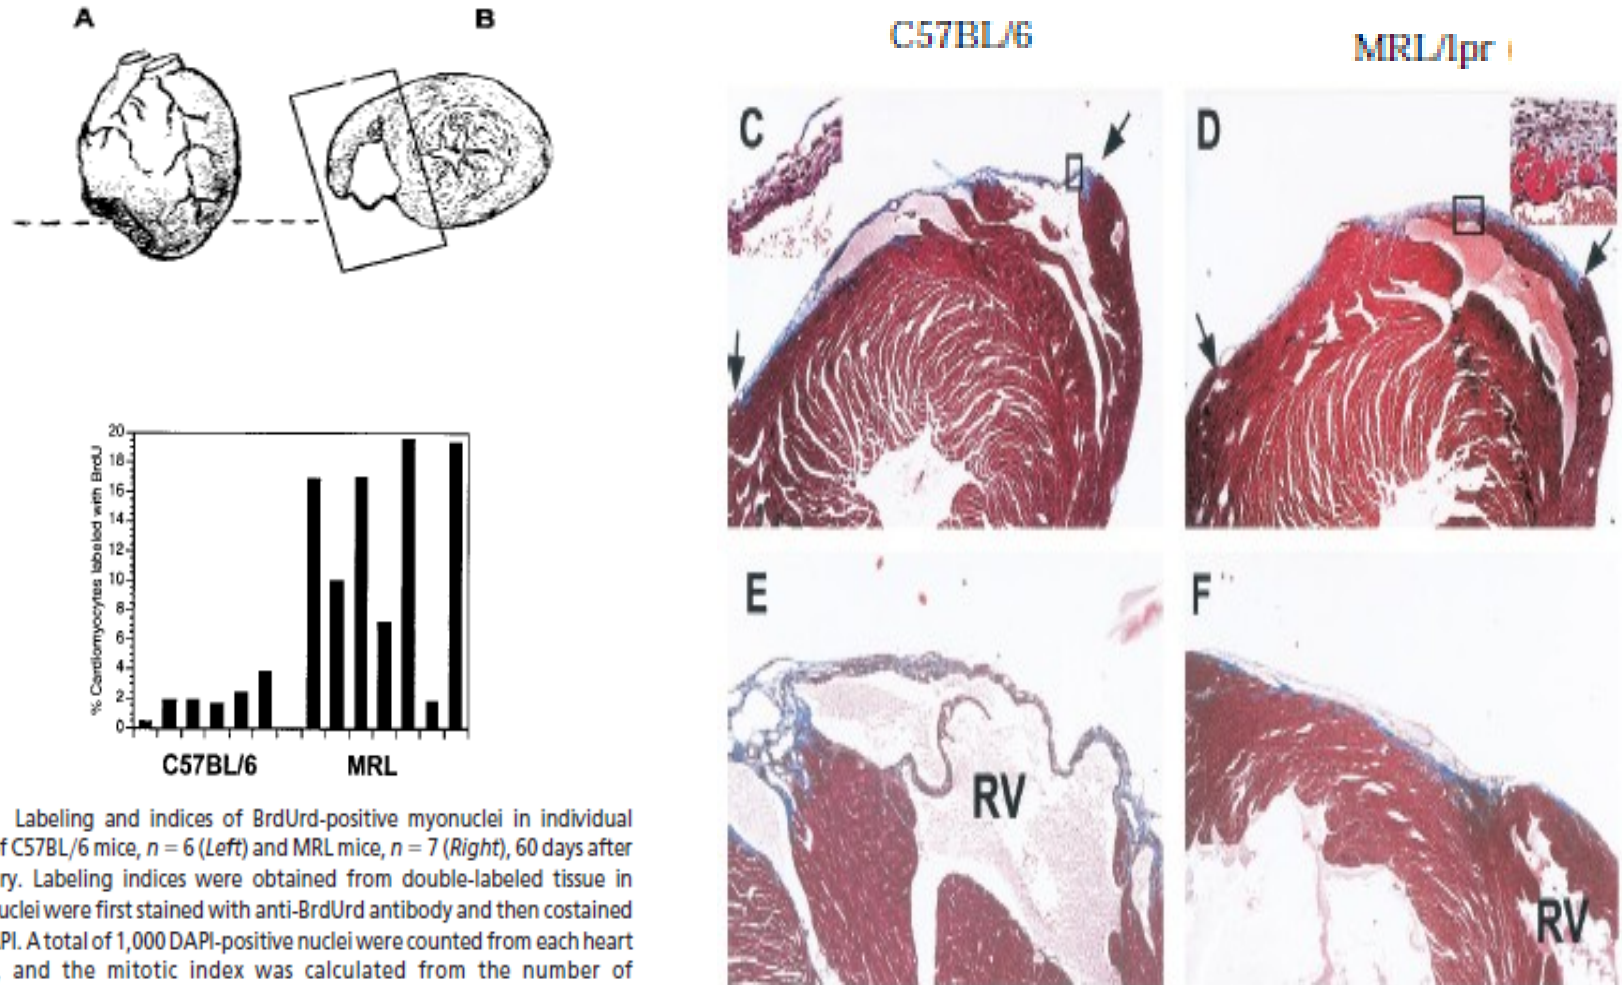 A
B
C57BL/6
MRL/lpr
C
D
E
RV
F
RV
% Cardiomyocytes labeled with BrdU
20
18
16
14
12
10
8
6
4
2
0
C57BL/6
MRL
Labeling and indices of BrdUrd-positive myonuclei in individual
f C57BL/6 mice, n = 6 (Left) and MRL mice, n = 7 (Right), 60 days after
ry. Labeling indices were obtained from double-labeled tissue in
uclei were first stained with anti-BrdUrd antibody and then costained
PI. A total of 1,000 DAPI-positive nuclei were counted from each heart
and the mitotic index was calculated from the number of